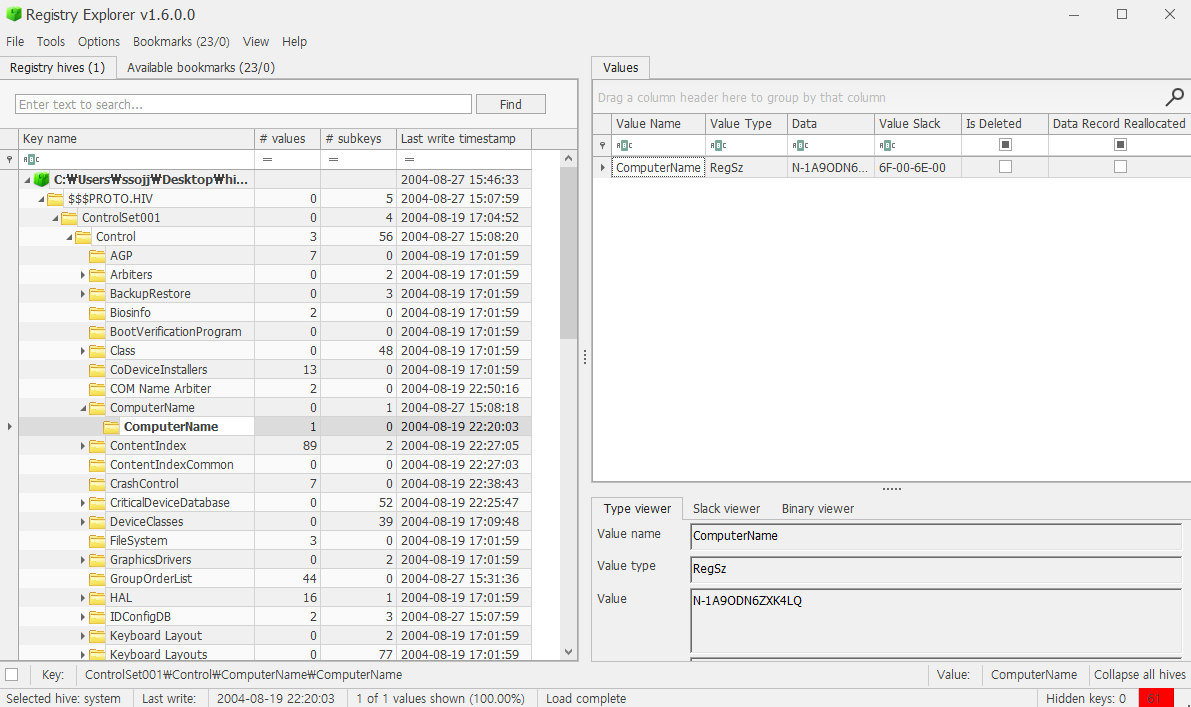 Registry Explorer v1.6.0.0
File Tools Options Bookmarks (23/0) View Help
Registry hives (1) Available bookmarks (23/0)
Enter text to search... Find
Key name # values # subkeys Last write timestamp
ABC = = =
C:₩Users₩ssojj₩Desktop₩hi... 2004-08-27 15:46:33
$$$PROTO.HIV 0 5 2004-08-27 15:07:59
ControlSet001 0 4 2004-08-19 17:04:52
Control 3 56 2004-08-27 15:08:20
AGP 7 0 2004-08-19 17:01:59
Arbiters 0 2 2004-08-19 17:01:59
BackupRestore 0 3 2004-08-19 17:01:59
Biosinfo 2 0 2004-08-19 17:01:59
BootVerificationProgram 0 0 2004-08-19 17:01:59
Class 0 48 2004-08-19 17:01:59
CoDeviceInstallers 13 0 2004-08-19 17:01:59
COM Name Arbiter 2 0 2004-08-19 22:50:16
ComputerName 0 1 2004-08-27 15:08:18
ComputerName 1 0 2004-08-19 22:20:03
ContentIndex 89 2 2004-08-19 22:27:05
ContentIndexCommon 0 0 2004-08-19 22:27:03
CrashControl 7 0 2004-08-19 22:38:43
CriticalDeviceDatabase 0 52 2004-08-19 22:25:47
DeviceClasses 0 39 2004-08-19 17:09:48
FileSystem 3 0 2004-08-19 17:01:59
GraphicsDrivers 0 2 2004-08-19 17:01:59
GroupOrderList 44 0 2004-08-27 15:31:36
HAL 16 1 2004-08-19 17:01:59
IDConfigDB 2 3 2004-08-27 15:07:59
Keyboard Layout 0 2 2004-08-19 17:01:59
Keyboard Layouts 0 77 2004-08-19 17:01:59
Values
Drag a column header here to group by that column
Value Name Value Type Data Value Slack Is Deleted Data Record Reallocated
ABC ABC ABC ABC
ComputerName RegSz N-1A9ODN6... 6F-00-6E-00
Type viewer Slack viewer Binary viewer
Value name ComputerName
Value type RegSz
Value N-1A9ODN6ZXK4LQ
Key: ControlSet001₩Control₩ComputerName₩ComputerName Value: ComputerName Collapse all hives
Selected hive: system Last write: 2004-08-19 22:20:03 1 of 1 values shown (100.00%) Load complete Hidden keys: 0 61